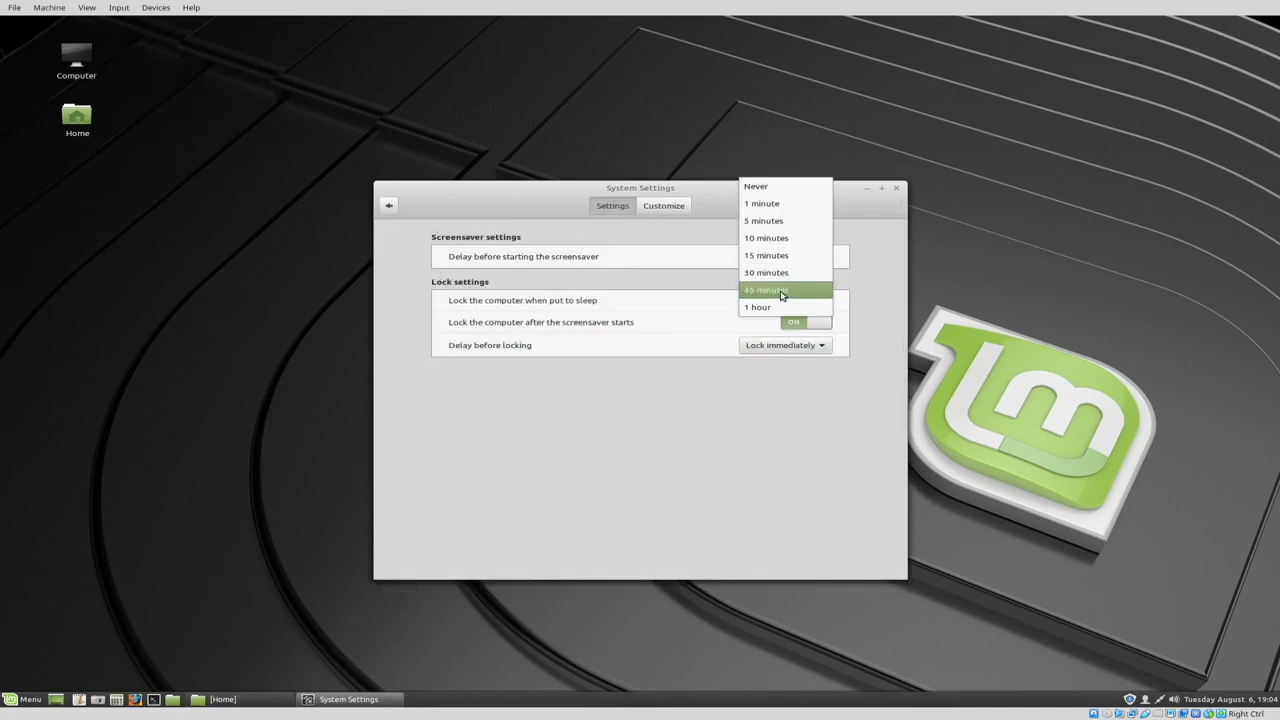 File Machine View Input Devices Help
Computer
Home
System Settings
Settings Customize
Never
1 minute
5 minutes
10 minutes
15 minutes
30 minutes
45 minutes
1 hour
Screensaver settings
Delay before starting the screensaver
Lock settings
Lock the computer when put to sleep
Lock the computer after the screensaver starts ON
Delay before locking Lock immediately
lm
Menu [Home] System Settings Tuesday August 6, 19:04
Right Ctrl